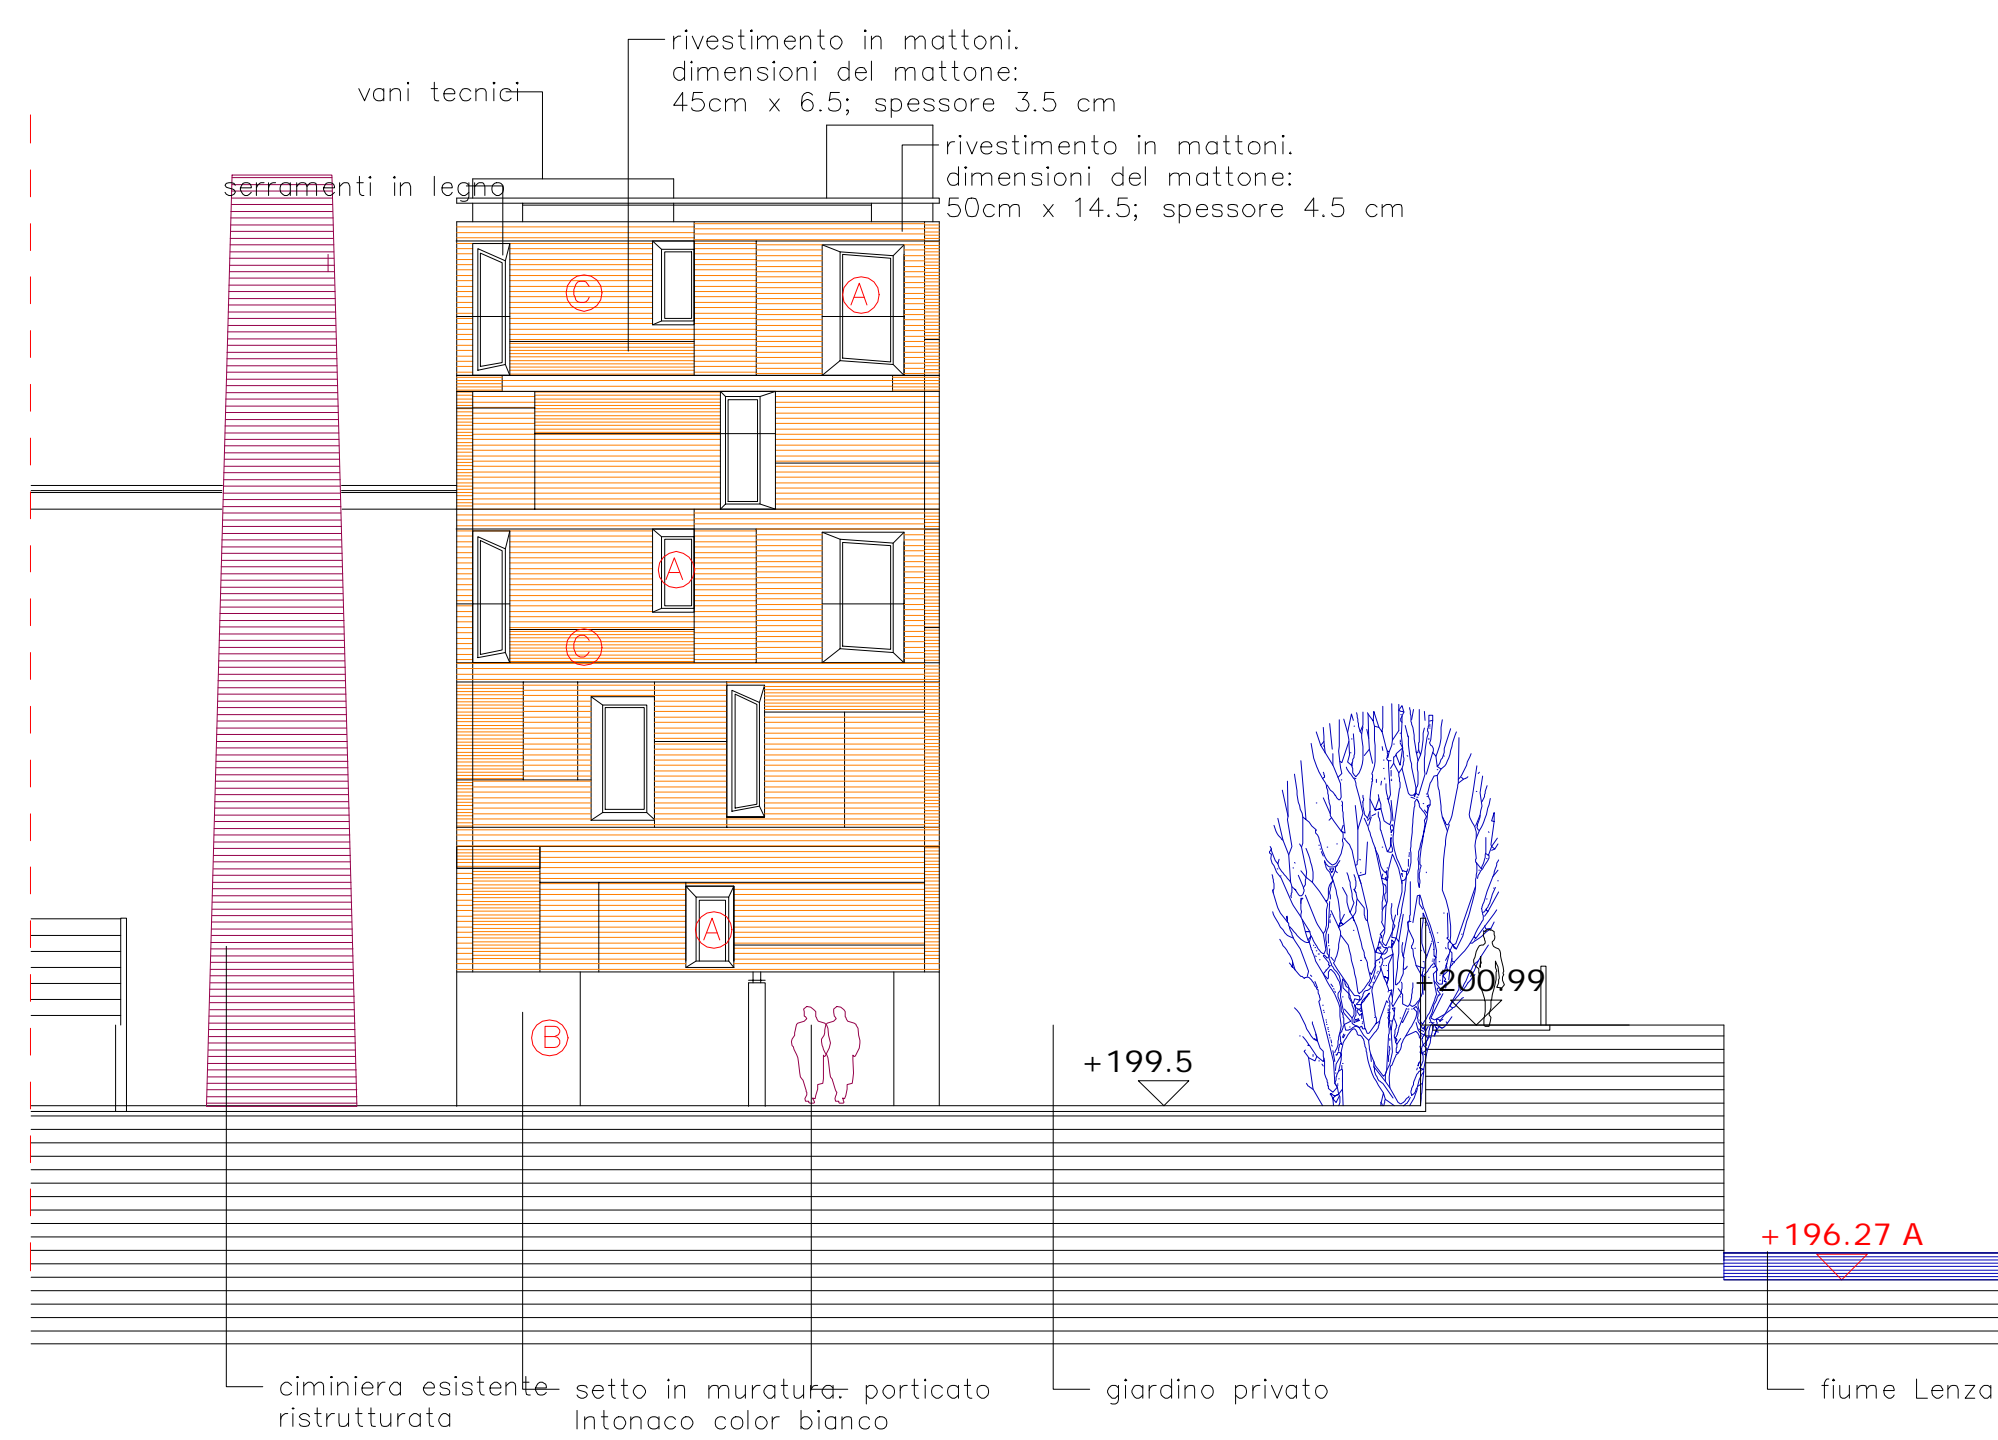 rivestimento in mattoni.
dimensioni del mattone:
45cm x 6.5; spessore 3.5 cm
vani tecnici
rivestimento in mattoni.
dimensioni del mattone:
50cm x 14.5; spessore 4.5 cm
serramenti in legno
C
A
A
C
A
+200.99
B
+199.5
+196.27 A
ciminiera esistente
ristrutturata
setto in muratura.
Intonaco color bianco
porticato
giardino privato
fiume Lenza